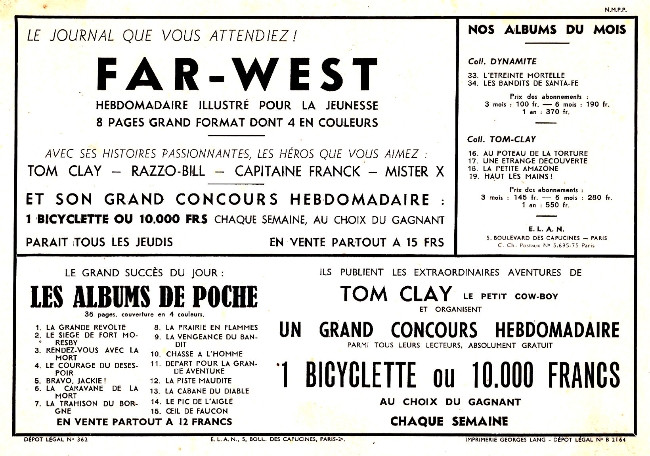 N.M.P.P.
LE JOURNAL QUE VOUS ATTENDIEZ !
FAR-WEST
HEBDOMADAIRE ILLUSTRÉ POUR LA JEUNESSE
8 PAGES GRAND FORMAT DONT 4 EN COULEURS
AVEC SES HISTOIRES PASSIONNANTES, LES HÉROS QUE VOUS AIMEZ :
TOM CLAY — RAZZO-BILL — CAPITAINE FRANCK — MISTER X
ET SON GRAND CONCOURS HEBDOMADAIRE :
1 BICYCLETTE OU 10.000 FRS CHAQUE SEMAINE, AU CHOIX DU GAGNANT
PARAIT TOUS LES JEUDIS EN VENTE PARTOUT A 15 FRS
NOS ALBUMS DU MOIS
Coll. DYNAMITE
33. L'ETREINTE MORTELLE
34. LES BANDITS DE SANTA-FE
Prix des abonnements :
3 mois : 100 fr. — 6 mois : 190 fr.
1 an : 370 fr.
Coll. TOM-CLAY
16. AU POTEAU DE LA TORTURE
17. UNE ETRANGE DECOUVERTE
18. LA PETITE AMAZONE
19. HAUT LES MAINS !
Prix des abonnements :
3 mois : 145 fr. — 6 mois : 280 fr.
1 an : 550 fr.
E. L. A. N.
5, BOULEVARD DES CAPUCINES — PARIS
C. Ch. Postaux N° 5.695-75 Paris
LE GRAND SUCCÈS DU JOUR :
LES ALBUMS DE POCHE
36 pages, couverture en 4 couleurs.
1. LA GRANDE REVOLTE
2. LE SIEGE DE FORT MO-
RESBY
3. RENDEZ-VOUS AVEC LA
MORT
4. LE COURAGE DU DESES-
POIR
5. BRAVO, JACKIE !
6. LA CARAVANE DE LA
MORT
7. LA TRAHISON DU BOR-
GNE
8. LA PRAIRIE EN FLAMMES
9. LA VENGEANCE DU BAN-
DIT
10. CHASSE A L'HOMME
11. DEPART POUR LA GRAN-
DE AVENTURE
12. LA PISTE MAUDITE
13. LA CABANE DU DIABLE
14. LE PIC DE L'AIGLE
15. ŒIL DE FAUCON
EN VENTE PARTOUT A 12 FRANCS
ILS PUBLIENT LES EXTRAORDINAIRES AVENTURES DE
TOM CLAY LE PETIT COW-BOY
ET ORGANISENT
UN GRAND CONCOURS HEBDOMADAIRE
PARMI TOUS LEURS LECTEURS, ABSOLUMENT GRATUIT
1 BICYCLETTE OU 10.000 FRANCS
AU CHOIX DU GAGNANT
CHAQUE SEMAINE
DÉPOT LÉGAL N° 362
E. L. A. N., 5, BOUL. DES CAPUCINES, PARIS-2e.
IMPRIMERIE GEORGES LANG - DÉPOT LÉGAL N° B 2164